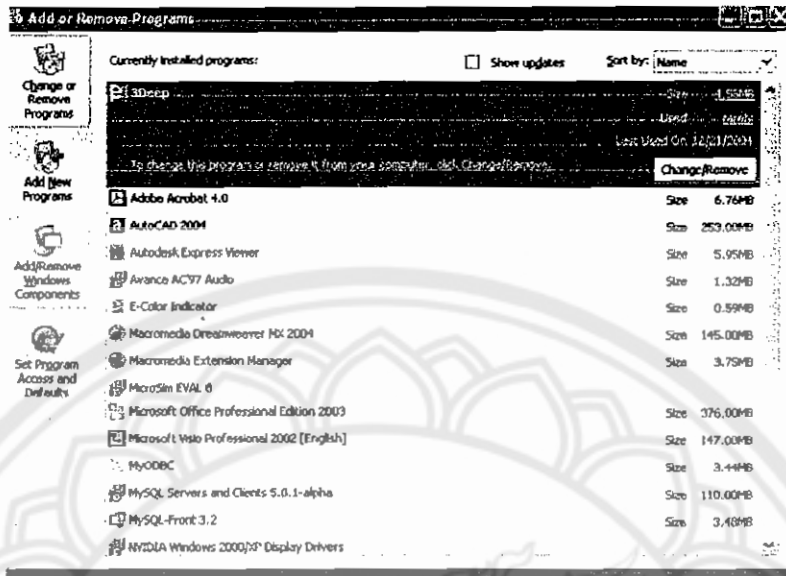 Add or Remove Programs
Change or
Remove
Programs
Add New
Programs
Add/Remove
Windows
Components
Set Program
Access and
Defaults
Currently installed programs:
Show updates
Sort by: Name
3Deep Size 1.55MB
Used rarely
Last Used On 12/21/2004
To change this program or remove it from your computer, click Change/Remove.
Change/Remove
Adobe Acrobat 4.0 Size 6.76MB
AutoCAD 2004 Size 253.00MB
Autodesk Express Viewer Size 5.95MB
Avance AC'97 Audio Size 1.32MB
E-Color Indicator Size 0.59MB
Macromedia Dreamweaver MX 2004 Size 145.00MB
Macromedia Extension Manager Size 3.75MB
MicroSim EVAL 8
Microsoft Office Professional Edition 2003 Size 376.00MB
Microsoft Visio Professional 2002 [English] Size 147.00MB
MyODBC Size 3.44MB
MySQL Servers and Clients 5.0.1-alpha Size 110.00MB
MySQL-Front 3.2 Size 3.48MB
NVIDIA Windows 2000/XP Display Drivers